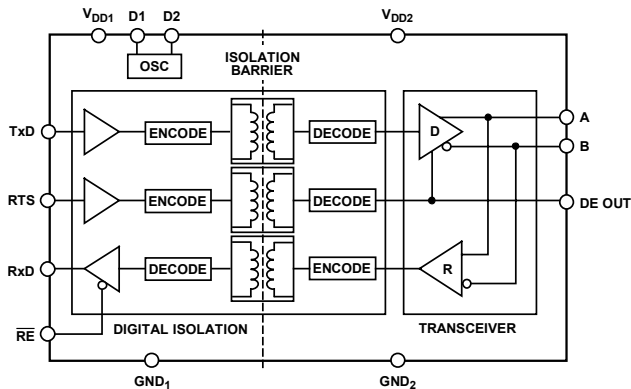 VDD1 D1 D2 VDD2
OSC
ISOLATION
BARRIER
TxD
ENCODE
DECODE
D
A
B
RTS
ENCODE
DECODE
DE OUT
RxD
DECODE
ENCODE
R
RE
DIGITAL ISOLATION
TRANSCEIVER
GND1
GND2